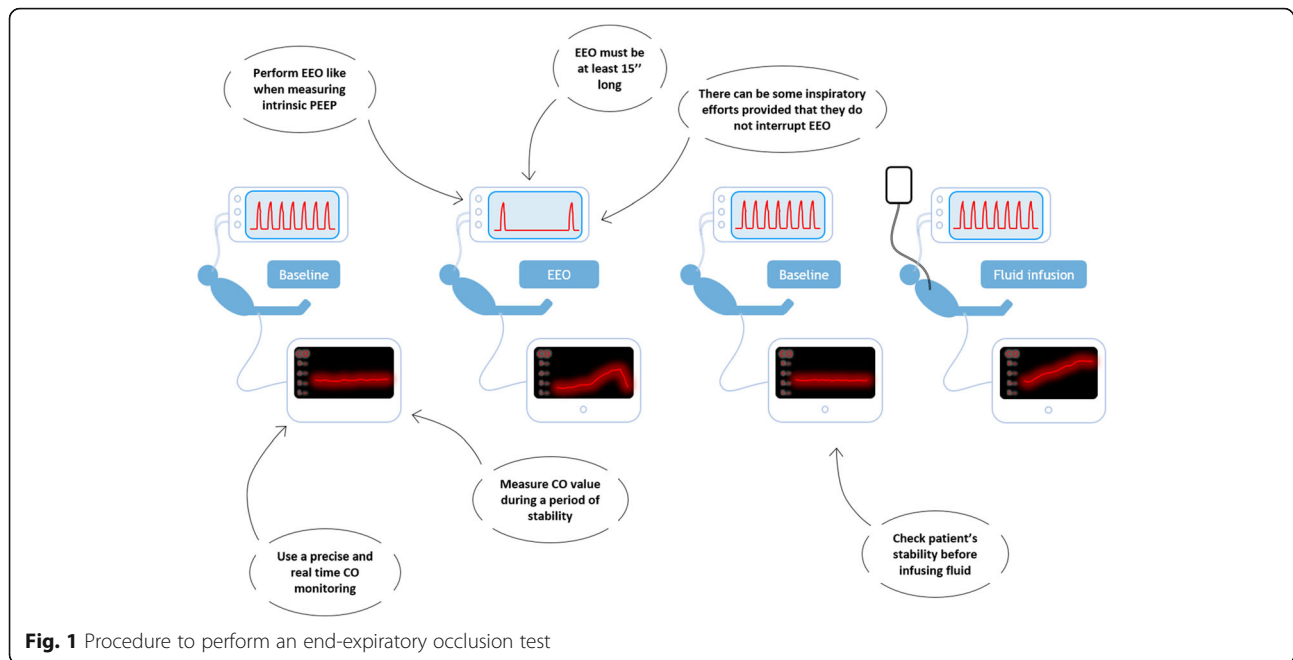 Perform EEO like
when measuring
intrinsic PEEP
EEO must be
at least 15’’
long
There can be some inspiratory
efforts provided that they do
not interrupt EEO
Baseline
EEO
Baseline
Fluid infusion
Measure CO value
during a period of
stability
Use a precise and
real time CO
monitoring
Check patient’s
stability before
infusing fluid
Fig. 1 Procedure to perform an end-expiratory occlusion test